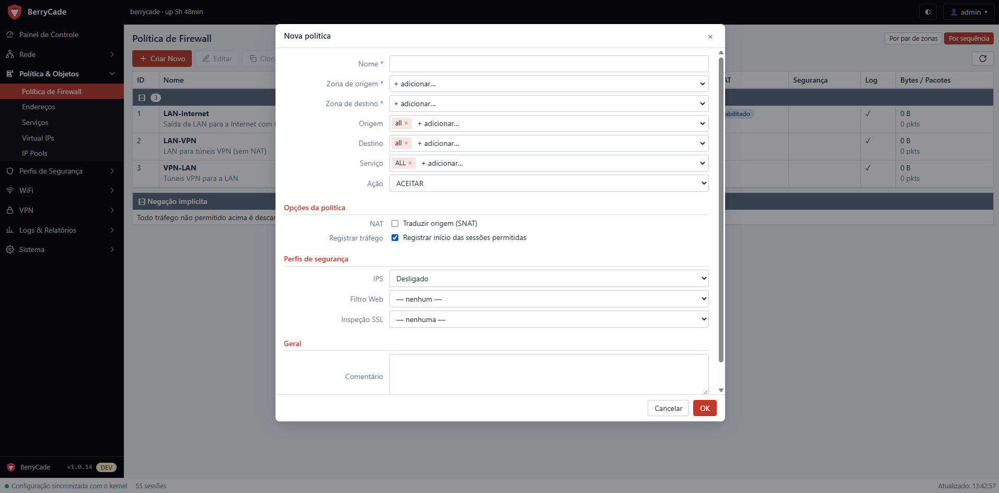 BerryCade
berrycade · up 5h 48min
admin
Painel de Controle
Rede
Política & Objetos
Política de Firewall
Endereços
Serviços
Virtual IPs
IP Pools
Perfis de Segurança
WiFi
VPN
Logs & Relatórios
Sistema
BerryCade v1.0.14 DEV
Política de Firewall
Por par de zonas Por sequência
+ Criar Novo Editar Clon
ID Nome AT Segurança Log Bytes / Pacotes
3
1 LAN-Internet abilitado ✓ 0 B
Saída da LAN para a Internet com 0 pkts
2 LAN-VPN ✓ 0 B
LAN para túneis VPN (sem NAT) 0 pkts
3 VPN-LAN ✓ 0 B
Túneis VPN para a LAN 0 pkts
Negação implícita
Todo tráfego não permitido acima é descar
Nova política ×
Nome *
Zona de origem * + adicionar...
Zona de destino * + adicionar...
Origem all × + adicionar...
Destino all × + adicionar...
Serviço ALL × + adicionar...
Ação ACEITAR
Opções da política
NAT Traduzir origem (SNAT)
Registrar tráfego Registrar início das sessões permitidas
Perfis de segurança
IPS Desligado
Filtro Web — nenhum —
Inspeção SSL — nenhuma —
Geral
Comentário
Cancelar OK
Configuração sincronizada com o kernel 55 sessões
Atualizado: 13:42:57